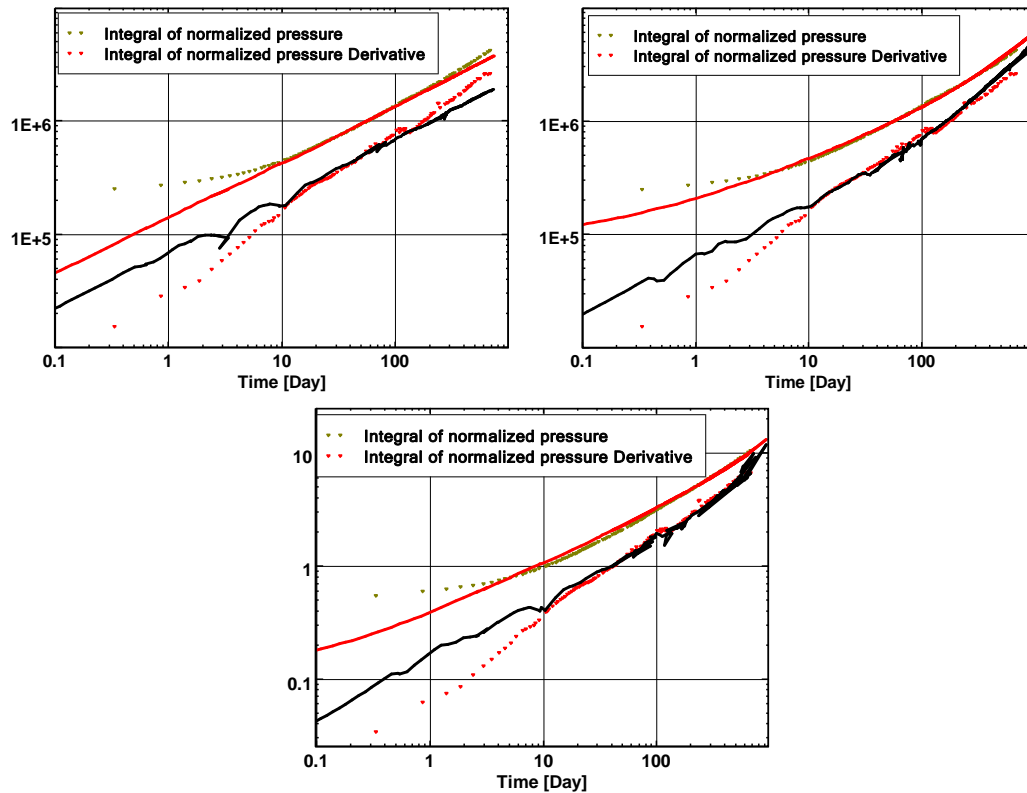 Integral of normalized pressure
Integral of normalized pressure Derivative
1E+6
1E+5
0.1 1 10 100
Time [Day]
Integral of normalized pressure
Integral of normalized pressure Derivative
1E+6
1E+5
0.1 1 10 100
Time [Day]
Integral of normalized pressure
Integral of normalized pressure Derivative
10
1
0.1
0.1 1 10 100
Time [Day]